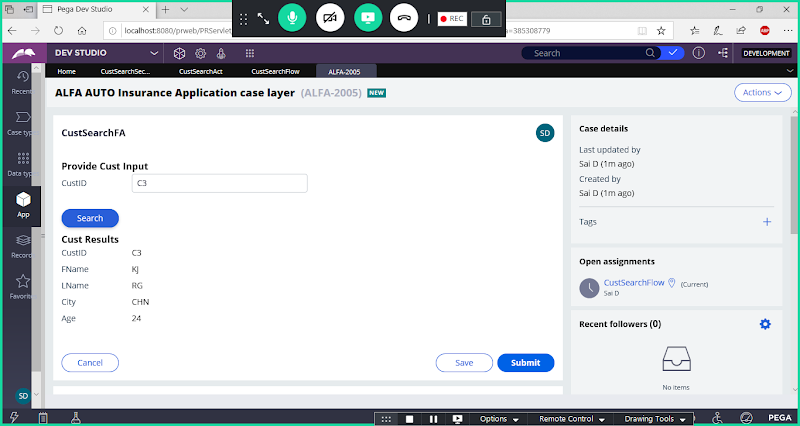 Pega Dev Studio
localhost:8080/prweb/PRServlet
=385308779
REC
DEV STUDIO
Search
DEVELOPMENT
Home
CustSearchSec...
CustSearchAct
CustSearchFlow
ALFA-2005
Recent
Case typ
Data typ
App
Record
Favorite
SD
ALFA AUTO Insurance Application case layer (ALFA-2005) NEW
Actions
CustSearchFA
SD
Provide Cust Input
CustID C3
Search
Cust Results
CustID C3
FName KJ
LName RG
City CHN
Age 24
Cancel
Save
Submit
Case details
Last updated by
Sai D (1m ago)
Created by
Sai D (1m ago)
Tags
Open assignments
CustSearchFlow (Current)
Sai D
Recent followers (0)
No items
Options
Remote Control
Drawing Tools
PEGA